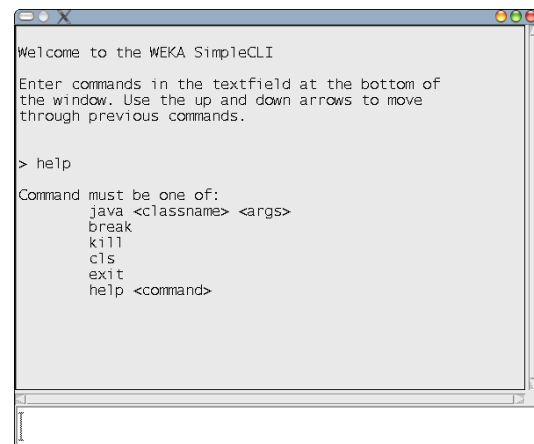 Welcome to the WEKA SimpleCLI
Enter commands in the textfield at the bottom of
the window. Use the up and down arrows to move
through previous commands.
> help
Command must be one of:
java <classname> <args>
break
kill
cls
exit
help <command>